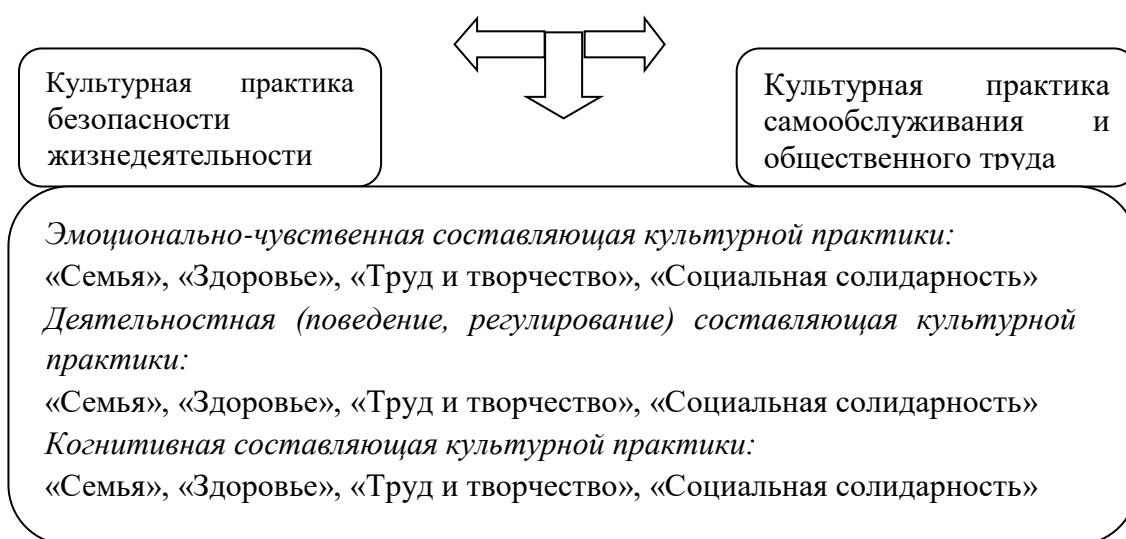 Культурная практика
безопасности
жизнедеятельности
Культурная практика
самообслуживания и
общественного труда
Эмоционально-чувственная составляющая культурной практики:
«Семья», «Здоровье», «Труд и творчество», «Социальная солидарность»
Деятельностная (поведение, регулирование) составляющая культурной
практики:
«Семья», «Здоровье», «Труд и творчество», «Социальная солидарность»
Когнитивная составляющая культурной практики:
«Семья», «Здоровье», «Труд и творчество», «Социальная солидарность»